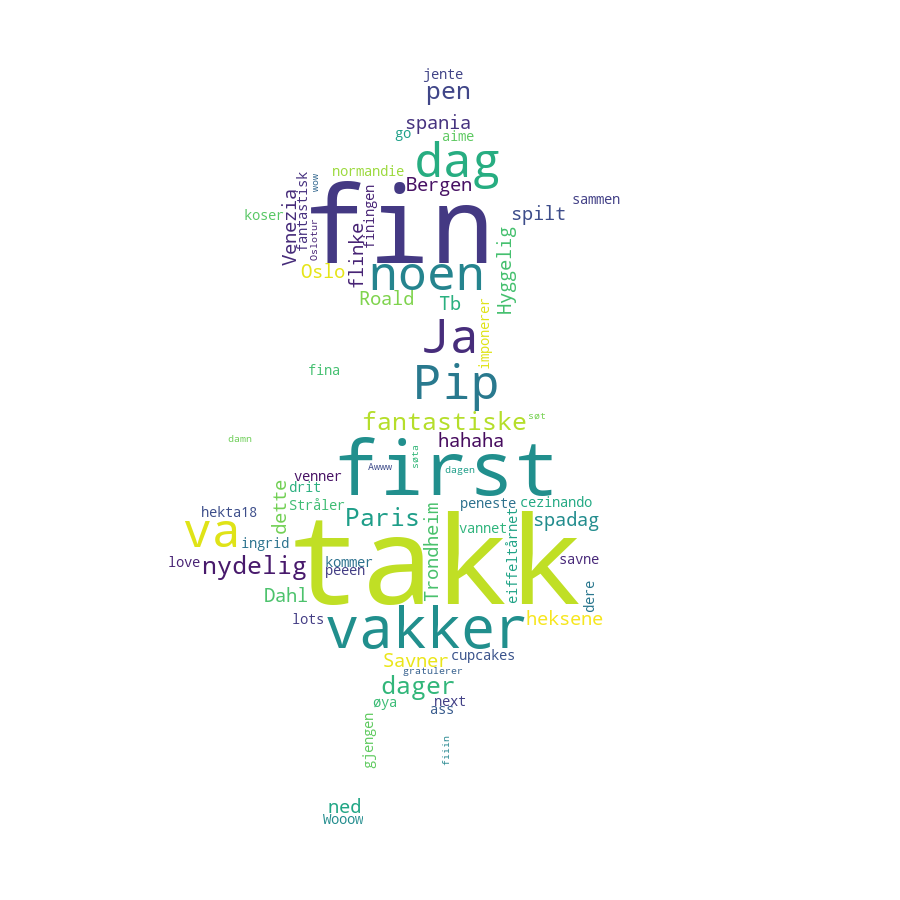 jente
pen
spania
go
aime
dag
normandie
Bergen
wow
fantastisk
Venezia
Oslotur
finingen
fin
sammen
koser
spilt
flinke
Hyggelig
Oslo
noen
Roald
Tb
imponerer
Ja
fina
Pip
fantastiske
søt
damn
hahaha
Awww
søta
dagen
first
venner
drit
dette
Stråler
peneste
cezinando
hekta18
va
Paris
Trondheim
vannet
eiffeltårnet
spadag
ingrid
takk
love
nydelig
kommer
peeen
savne
Dahl
dere
lots
vakker
heksene
Savner
cupcakes
gratulerer
dager
øya
next
ass
gjengen
fiiin
ned
Wooow